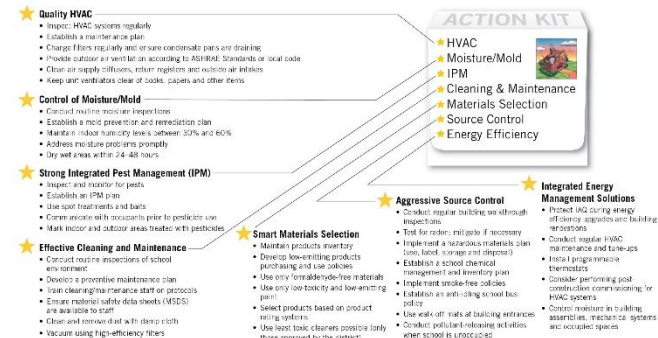 Quality HVAC
• Inspect HVAC systems regularly
• Establish a maintenance plan
• Change filters regularly and ensure condensate pans are draining
• Provide outdoor air ventilation according to ASHRAE Standards or local code
• Clean air supply diffusers, return registers and outside air intakes
• Keep unit ventilators clear of books, papers and other items
Control of Moisture/Mold
• Conduct routine moisture inspections
• Establish a mold prevention and remediation plan
• Maintain indoor humidity levels between 30% and 60%
• Address moisture problems promptly
• Dry wet areas within 24-48 hours
Strong Integrated Pest Management (IPM)
• Inspect and monitor for pests
• Establish an IPM plan
• Use spot treatments and baits
• Communicate with occupants prior to pesticide use
• Mark indoor and outdoor areas treated with pesticides
Effective Cleaning and Maintenance
• Conduct routine inspections of school
environment
• Develop a preventive maintenance plan
• Train cleaning/maintenance staff on protocols
• Ensure material safety data sheets (MSDS)
are available to staff
• Clean and remove dust with damp cloth
• Vacuum using high-efficiency filters
Smart Materials Selection
• Maintain products inventory
• Develop low-emitting products
purchasing and use policies
• Use only formaldehyde-free materials
• Use only low-toxicity and low-emitting
paint
• Select products based on product
rating systems
• Use least toxic cleaners possible (only
those approved by the district)
Aggressive Source Control
• Conduct regular building walkthrough
inspections
• Test for radon; mitigate if necessary
• Implement a hazardous materials plan
(use, label, storage and disposal)
• Establish a school chemical
management and inventory plan
• Implement smoke-free policies
• Establish an anti-idling school bus
policy
• Use walk-off mats at building entrances
• Conduct pollutant-releasing activities
when school is unoccupied
Integrated Energy
Management Solutions
• Protect IAQ during energy
efficiency upgrades and building
renovations
• Conduct regular HVAC
maintenance and tune-ups
• Install programmable
thermostats
• Consider performing post-
construction commissioning for
HVAC systems
• Control moisture in building
assemblies, mechanical systems
and occupied spaces
ACTION KIT
HVAC
Moisture/Mold
IPM
Cleaning & Maintenance
Materials Selection
Source Control
Energy Efficiency